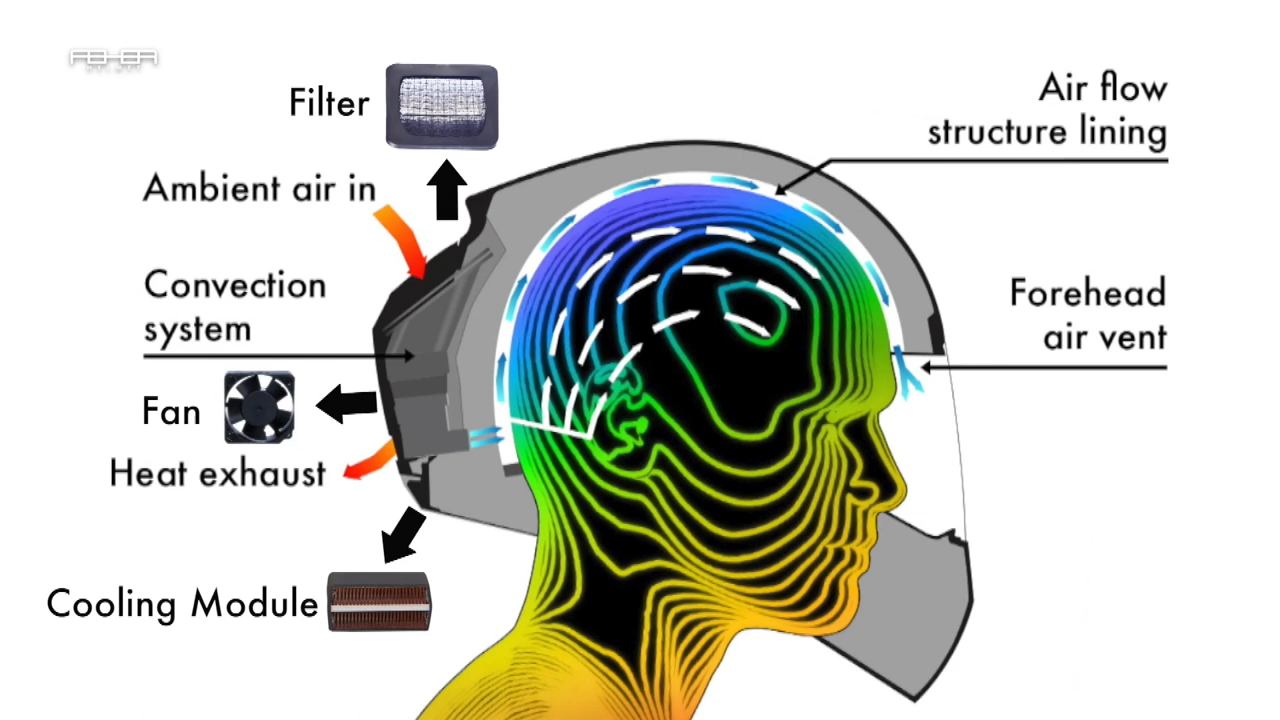 Filter
Air flow
structure lining
Ambient air in
Convection
system
Forehead
air vent
Fan
Heat exhaust
Cooling Module